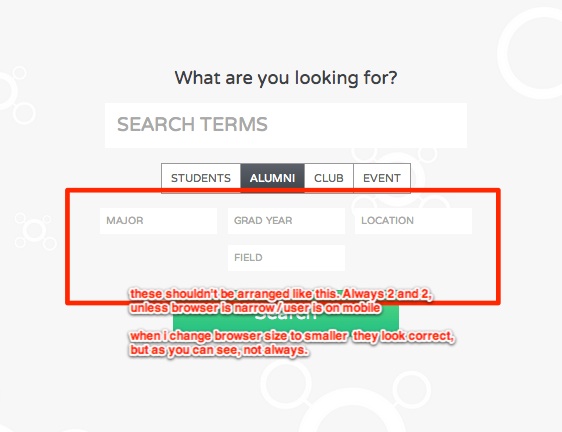 What are you looking for?
SEARCH TERMS
STUDENTS ALUMNI CLUB EVENT
MAJOR GRAD YEAR LOCATION
FIELD
these shouldn't be arranged like this. Always 2 and 2,
unless browser is narrow / user is on mobile
Search
when i change browser size to smaller they look correct,
but as you can see, not always.